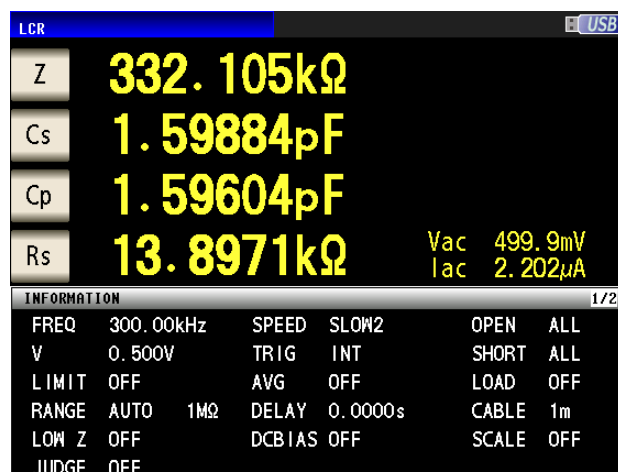 LCR USB
Z 332.105kΩ
Cs 1.59884pF
Cp 1.59604pF
Rs 13.8971kΩ Vac 499.9mV
Iac 2.202μA
INFORMATION 1/2
FREQ 300.00kHz SPEED SLOW2 OPEN ALL
V 0.500V TRIG INT SHORT ALL
LIMIT OFF AVG OFF LOAD OFF
RANGE AUTO 1MΩ DELAY 0.0000s CABLE 1m
LOW Z OFF DCBIAS OFF SCALE OFF
JUDGE OFF